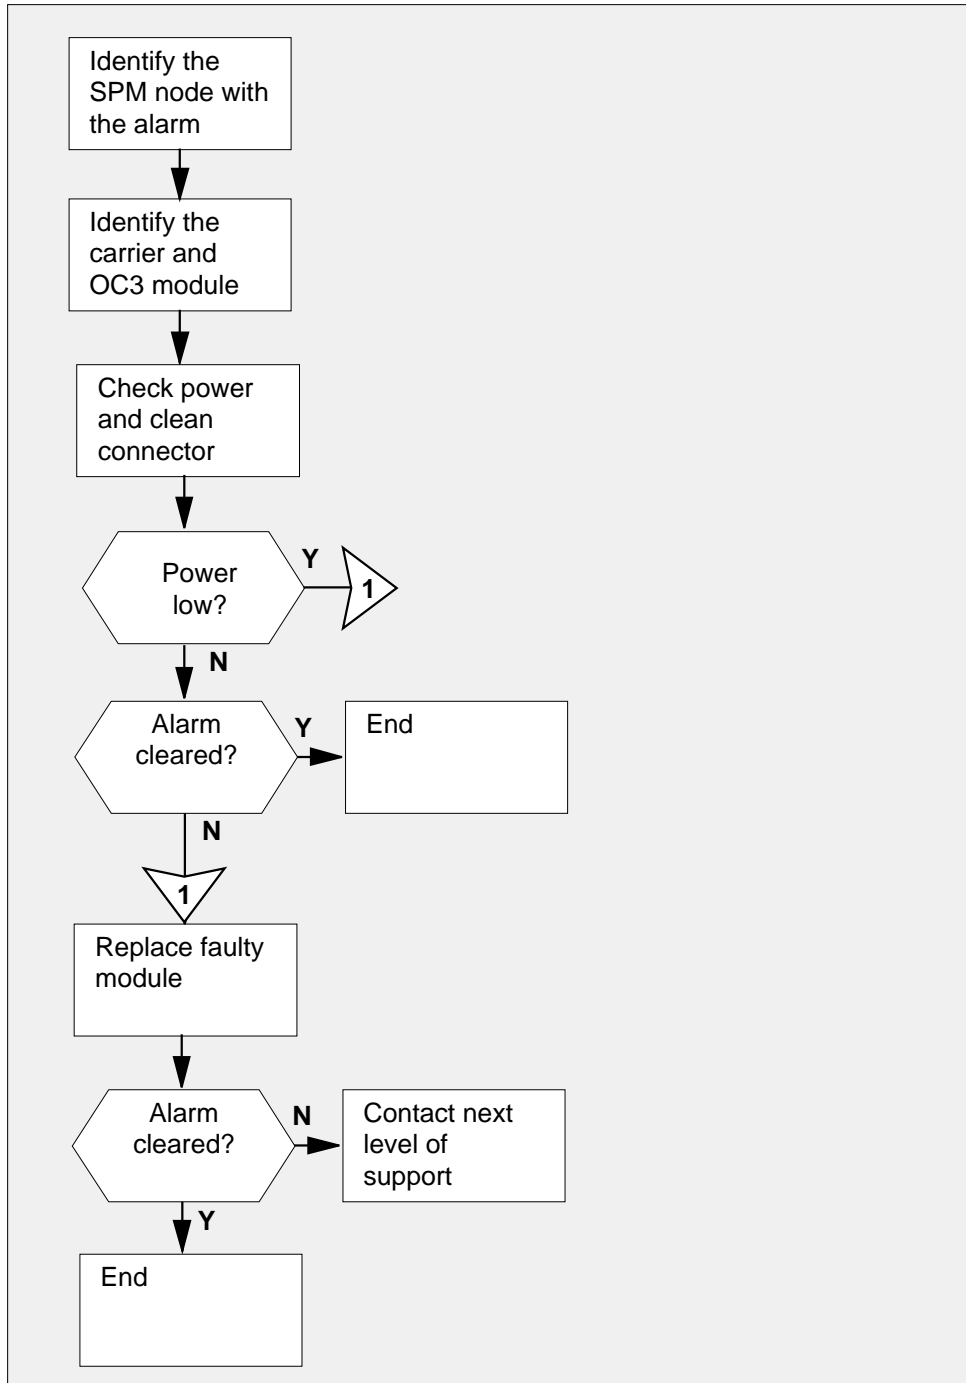 Identify the
SPM node with
the alarm
Identify the
carrier and
OC3 module
Check power
and clean
connector
Power
low?
Y
1
N
Alarm
cleared?
Y
End
N
1
Replace faulty
module
Alarm
cleared?
N
Contact next
level of
support
Y
End